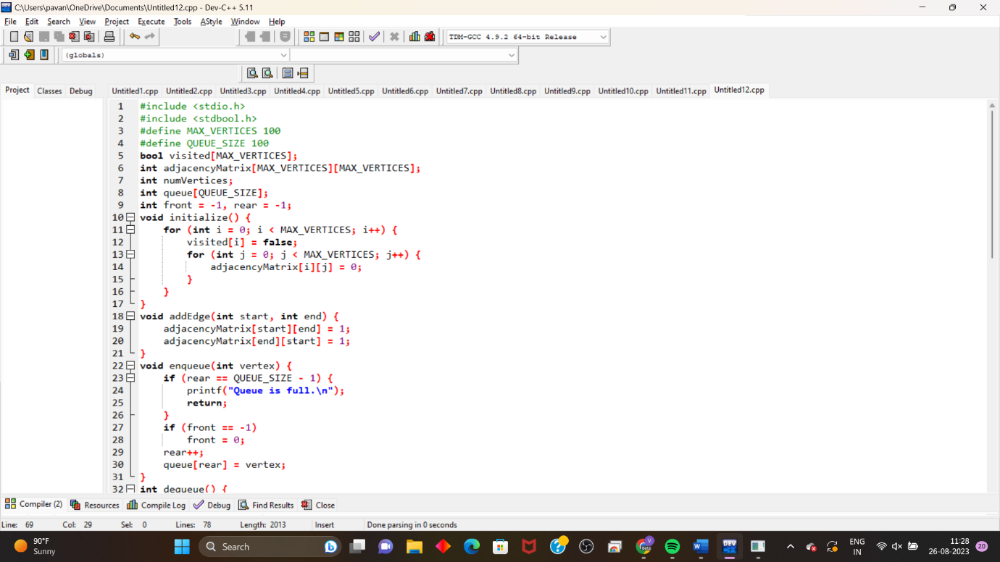 C:\Users\pavan\OneDrive\Documents\Untitled12.cpp - Dev-C++ 5.11
File Edit Search View Project Execute Tools AStyle Window Help
TDM-GCC 4.9.2 64-bit Release
(globals)
Project Classes Debug Untitled1.cpp Untitled2.cpp Untitled3.cpp Untitled4.cpp Untitled5.cpp Untitled6.cpp Untitled7.cpp Untitled8.cpp Untitled9.cpp Untitled10.cpp Untitled11.cpp Untitled12.cpp
1 #include <stdio.h>
2 #include <stdbool.h>
3 #define MAX_VERTICES 100
4 #define QUEUE_SIZE 100
5 bool visited[MAX_VERTICES];
6 int adjacencyMatrix[MAX_VERTICES][MAX_VERTICES];
7 int numVertices;
8 int queue[QUEUE_SIZE];
9 int front = -1, rear = -1;
10 void initialize() {
11 for (int i = 0; i < MAX_VERTICES; i++) {
12 visited[i] = false;
13 for (int j = 0; j < MAX_VERTICES; j++) {
14 adjacencyMatrix[i][j] = 0;
15 }
16 }
17 }
18 void addEdge(int start, int end) {
19 adjacencyMatrix[start][end] = 1;
20 adjacencyMatrix[end][start] = 1;
21 }
22 void enqueue(int vertex) {
23 if (rear == QUEUE_SIZE - 1) {
24 printf("Queue is full.\n");
25 return;
26 }
27 if (front == -1)
28 front = 0;
29 rear++;
30 queue[rear] = vertex;
31 }
32 int dequeue() {
Compiler (2) Resources Compile Log Debug Find Results Close
Line: 69 Col: 29 Sel: 0 Lines: 78 Length: 2013 Insert Done parsing in 0 seconds
90°F
Sunny
Search
DEV
ENG
IN
11:28
26-08-2023
20